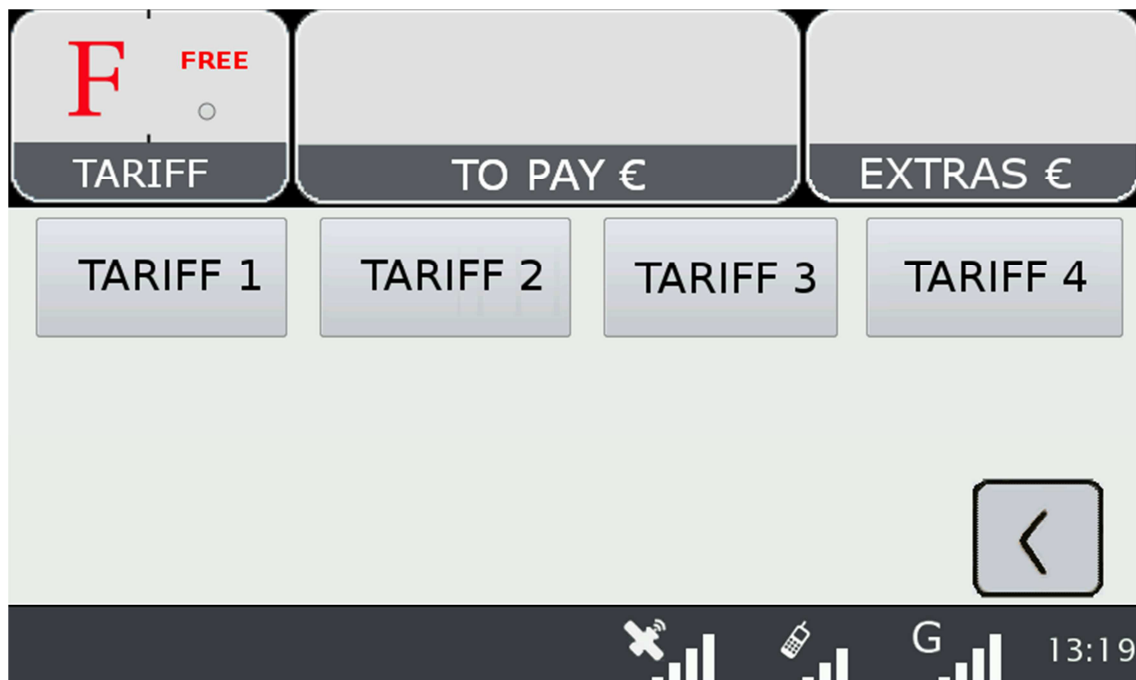 F FREE
TARIFF TO PAY € EXTRAS €
TARIFF 1 TARIFF 2 TARIFF 3 TARIFF 4
G 13:19